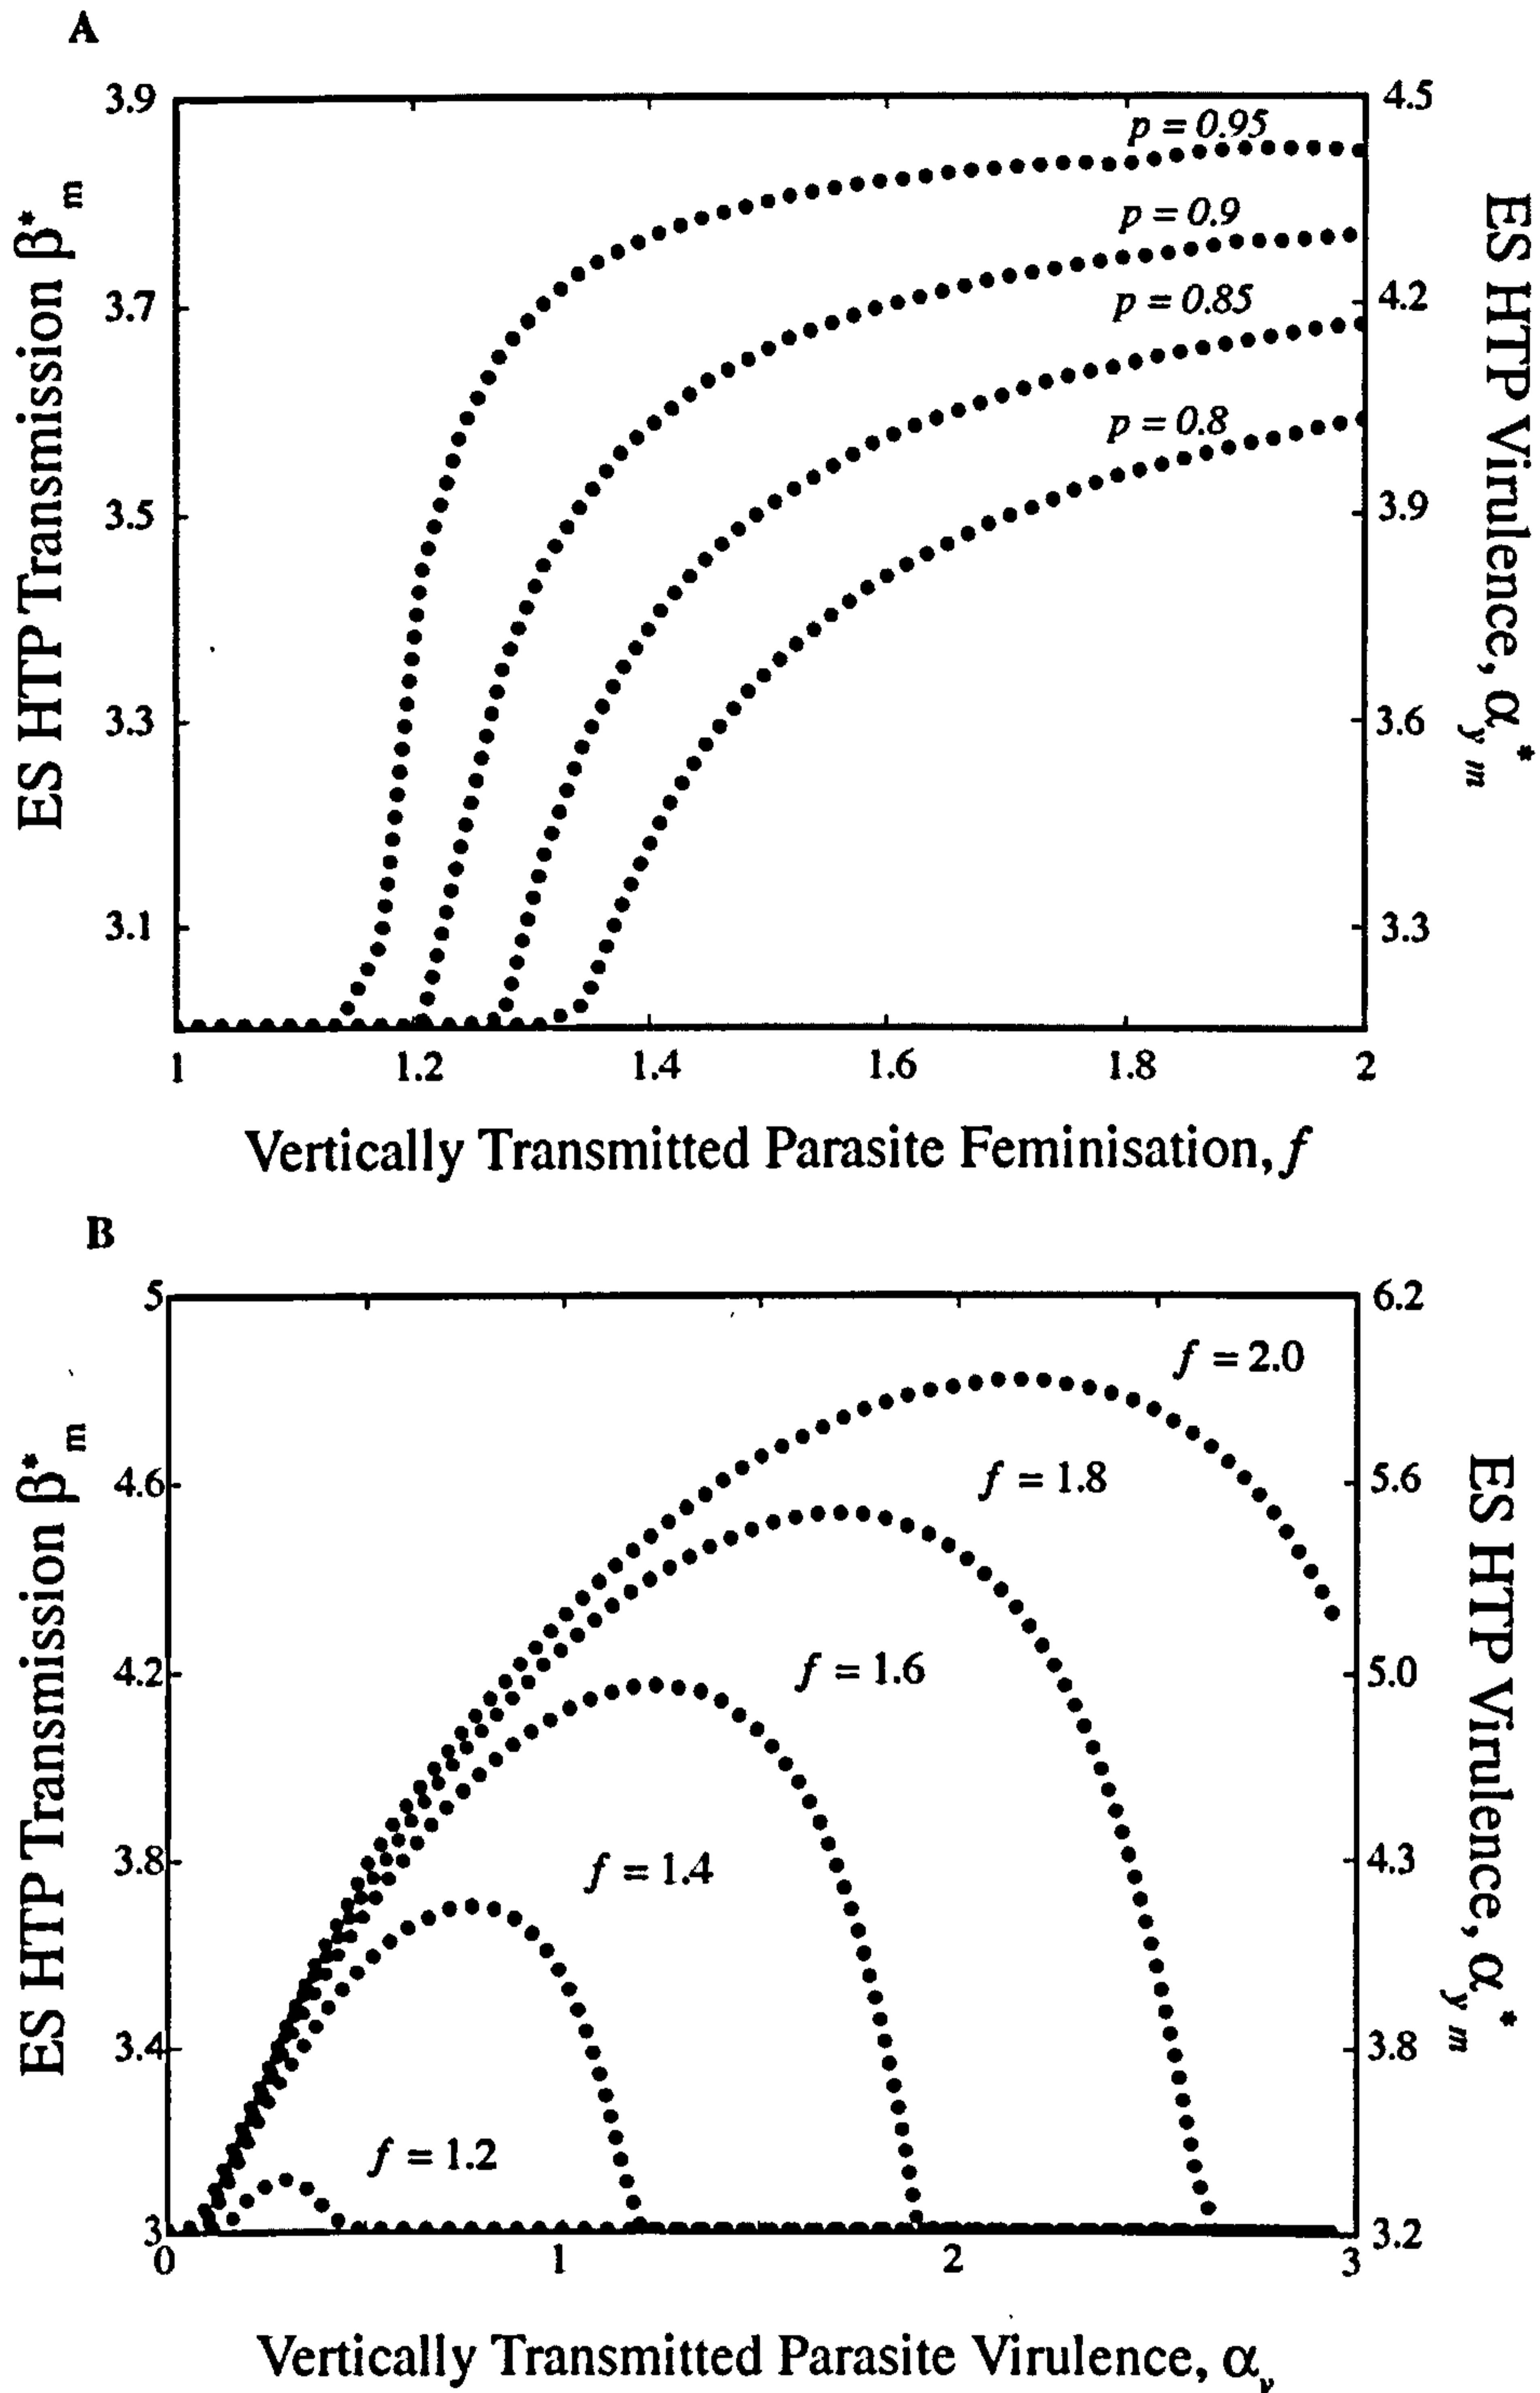 A
3.9
3.7
3.5
3.3
3.1
4.5
4.2
3.9
3.6
3.3
p = 0.95
p = 0.9
p = 0.85
p = 0.8
ES HTP Transmission β*m
ES HTP Virulence, αy m*
1 1.2 1.4 1.6 1.8 2
Vertically Transmitted Parasite Feminisation, f
B
5
4.6
4.2
3.8
3.4
3
6.2
5.6
5.0
4.3
3.8
3.2
f = 2.0
f = 1.8
f = 1.6
f = 1.4
f = 1.2
ES HTP Transmission β*m
ES HTP Virulence, αy m*
0 1 2 3
Vertically Transmitted Parasite Virulence, αv